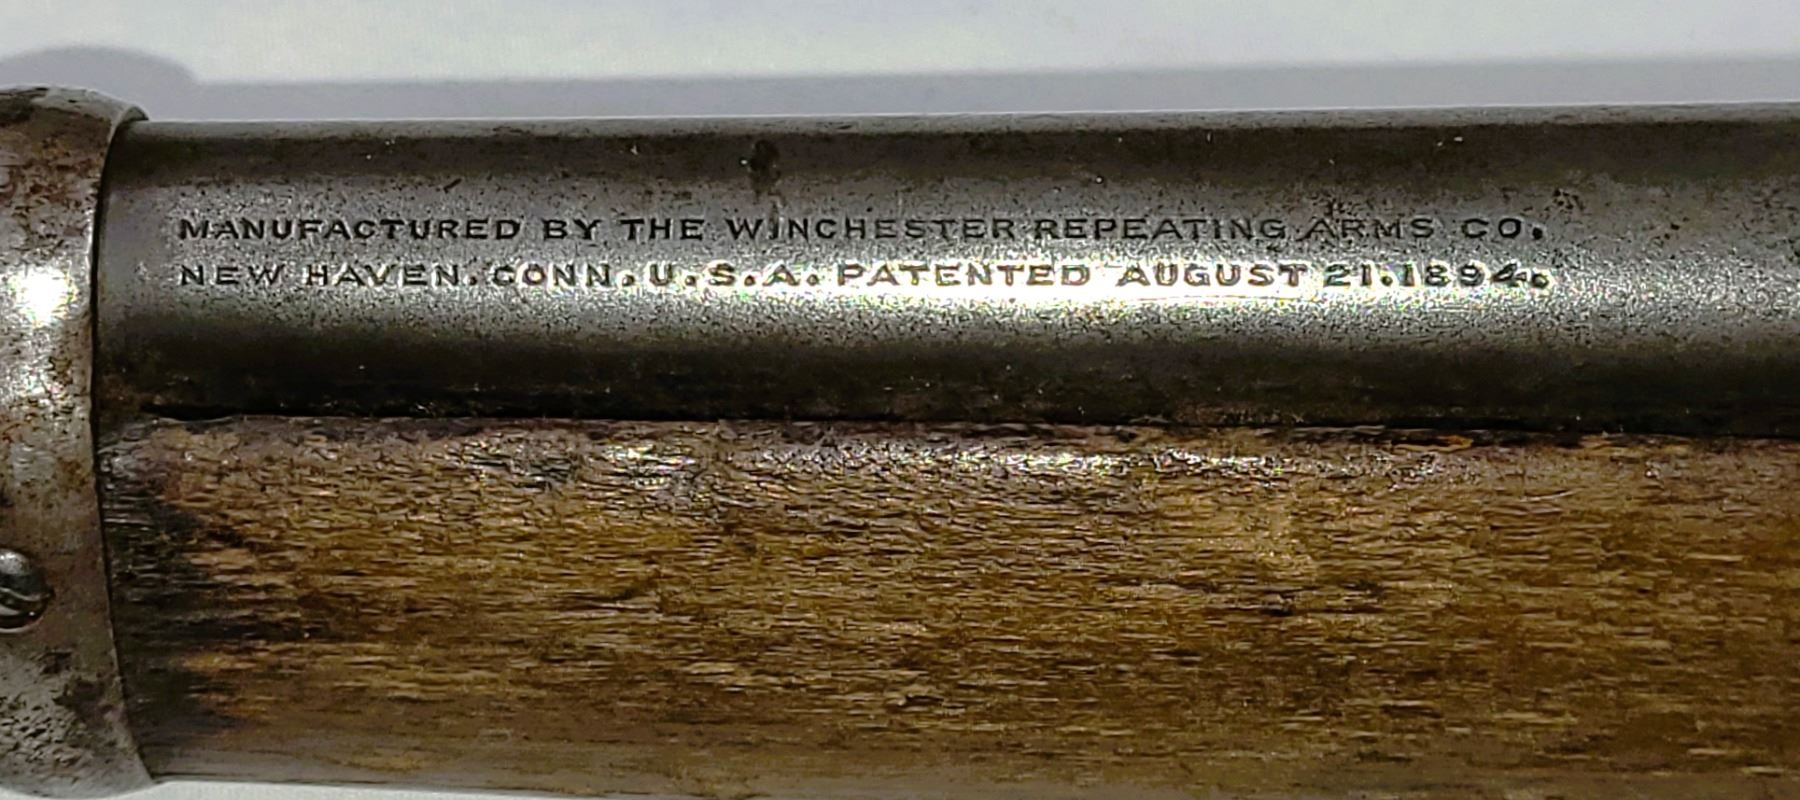 MANUFACTURED BY THE WINCHESTER REPEATING ARMS CO.
NEW HAVEN. CONN. U.S.A. PATENTED AUGUST 21.1894.